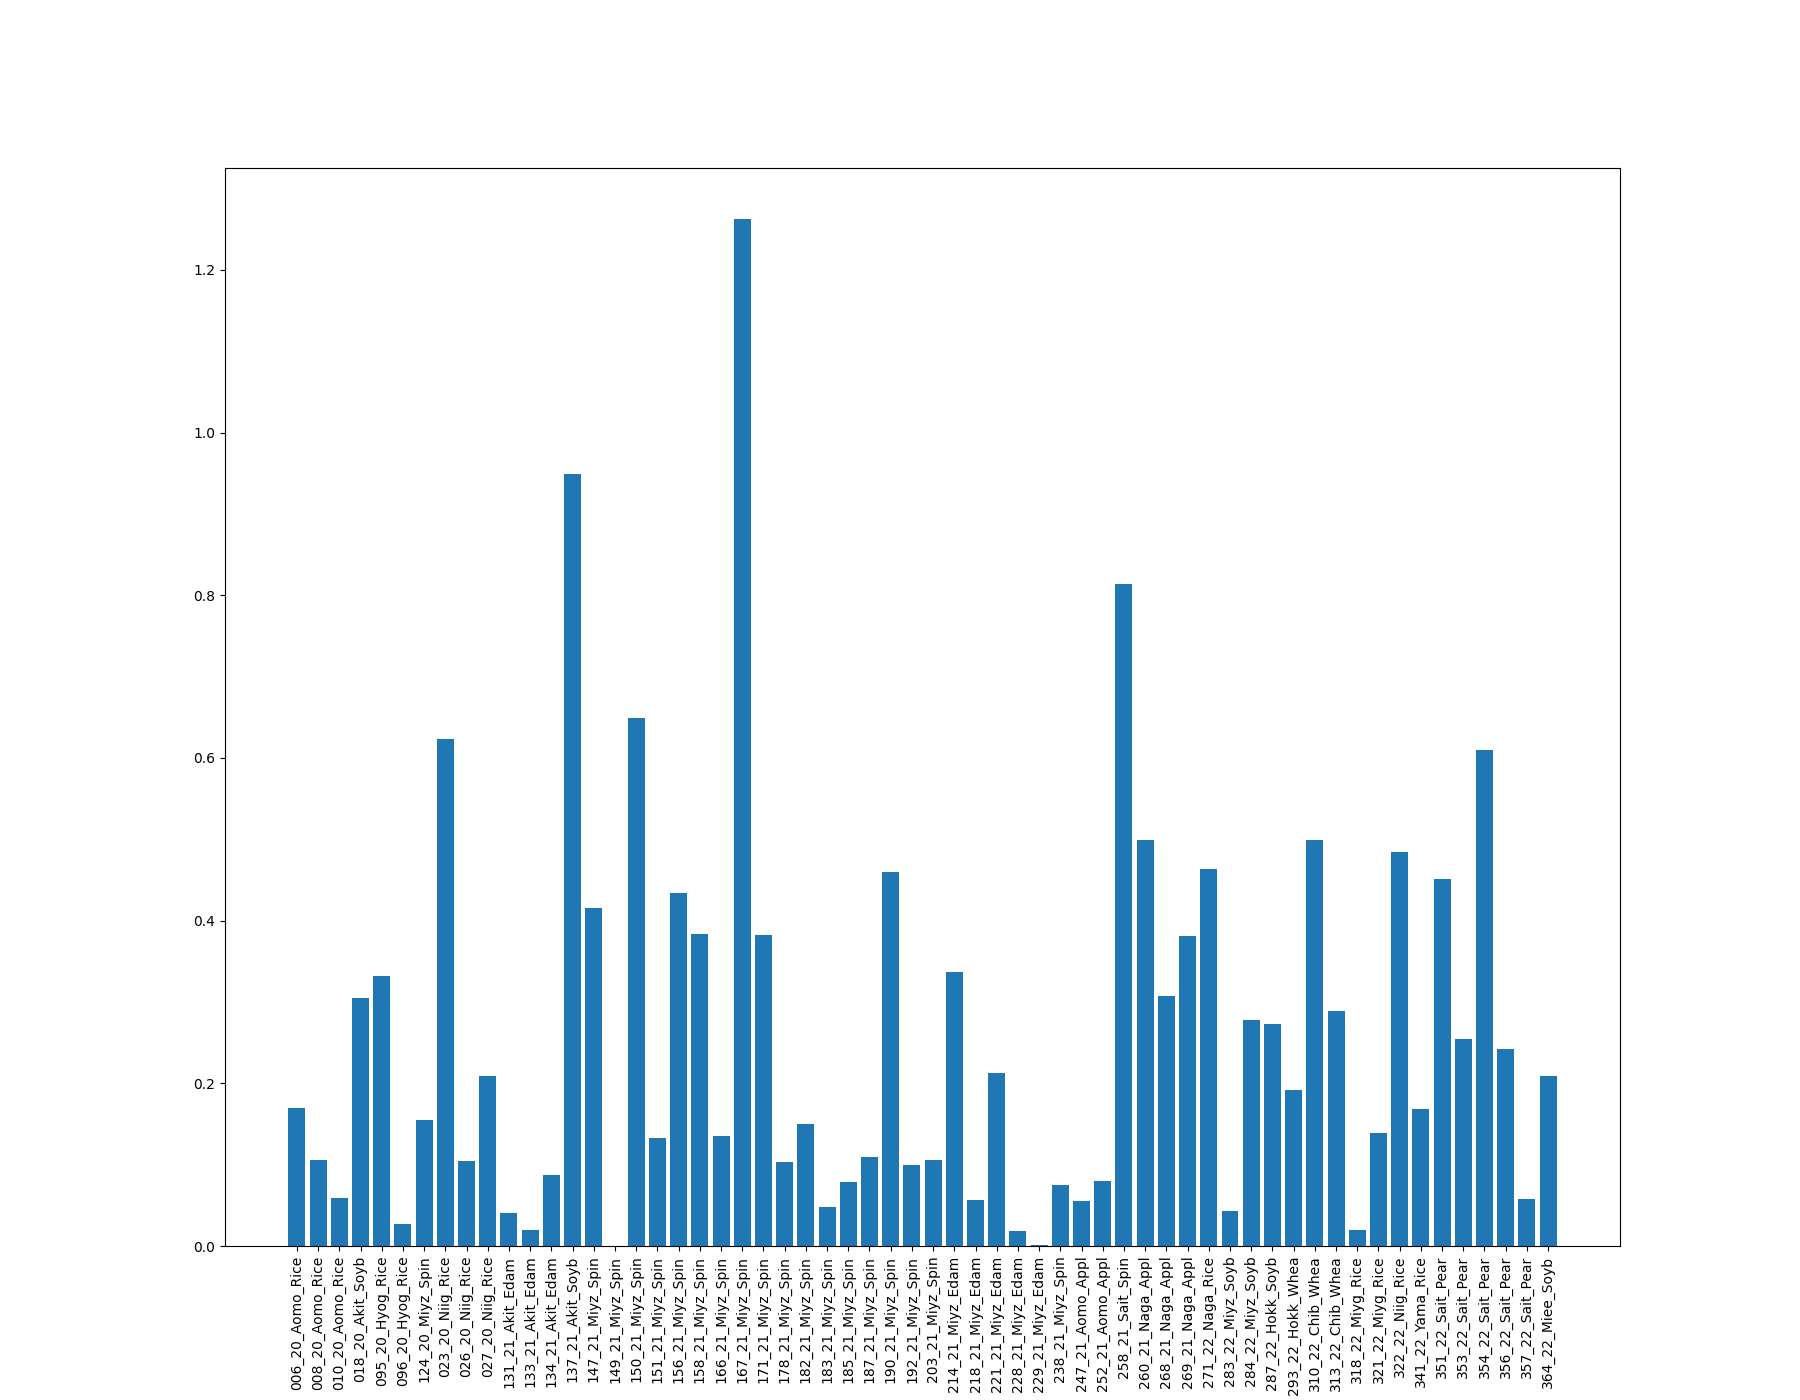 1.2
1.0
0.8
0.6
0.4
0.2
0.0
006_20_Aomo_Rice
008_20_Aomo_Rice
010_20_Aomo_Rice
018_20_Akit_Soyb
095_20_Hyog_Rice
096_20_Hyog_Rice
124_20_Miyz_Spin
023_20_Niig_Rice
026_20_Niig_Rice
027_20_Niig_Rice
131_21_Akit_Edam
133_21_Akit_Edam
134_21_Akit_Edam
137_21_Akit_Soyb
147_21_Miyz_Spin
149_21_Miyz_Spin
150_21_Miyz_Spin
151_21_Miyz_Spin
156_21_Miyz_Spin
158_21_Miyz_Spin
166_21_Miyz_Spin
167_21_Miyz_Spin
171_21_Miyz_Spin
178_21_Miyz_Spin
182_21_Miyz_Spin
183_21_Miyz_Spin
185_21_Miyz_Spin
187_21_Miyz_Spin
190_21_Miyz_Spin
192_21_Miyz_Spin
203_21_Miyz_Spin
214_21_Miyz_Edam
218_21_Miyz_Edam
221_21_Miyz_Edam
228_21_Miyz_Edam
229_21_Miyz_Edam
238_21_Miyz_Spin
247_21_Aomo_Appl
252_21_Aomo_Appl
258_21_Sait_Spin
260_21_Naga_Appl
268_21_Naga_Appl
269_21_Naga_Appl
271_22_Naga_Rice
283_22_Miyz_Soyb
284_22_Miyz_Soyb
287_22_Hokk_Soyb
293_22_Hokk_Whea
310_22_Chib_Whea
313_22_Chib_Whea
318_22_Miyg_Rice
321_22_Miyg_Rice
322_22_Niig_Rice
341_22_Yama_Rice
351_22_Sait_Pear
353_22_Sait_Pear
354_22_Sait_Pear
356_22_Sait_Pear
357_22_Sait_Pear
364_22_Miee_Soyb